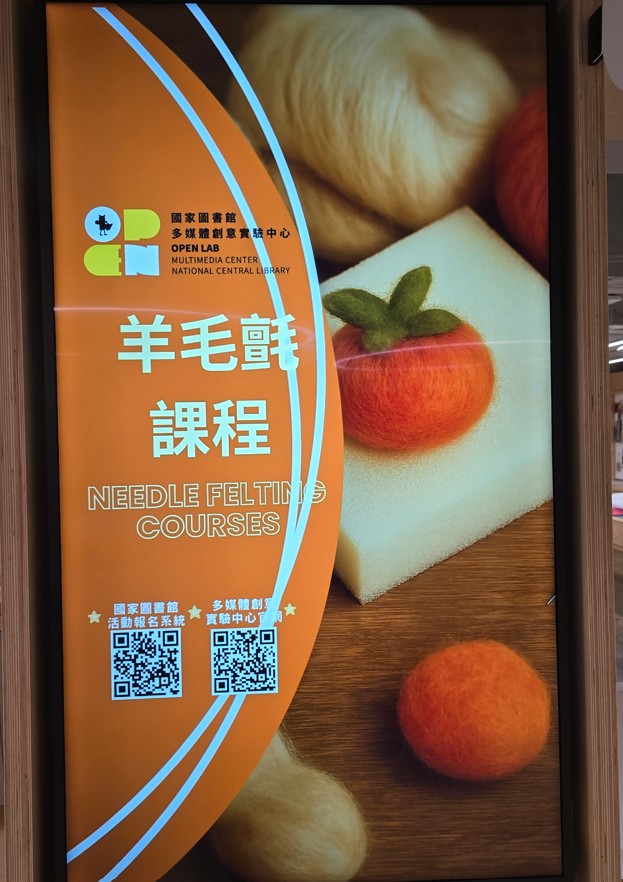 OPEN
國家圖書館
多媒體創意實驗中心
OPEN LAB
MULTIMEDIA CENTER
NATIONAL CENTRAL LIBRARY
羊毛氈
課程
NEEDLE FELTING
COURSES
國家圖書館
活動報名系統
多媒體創意
實驗中心官網